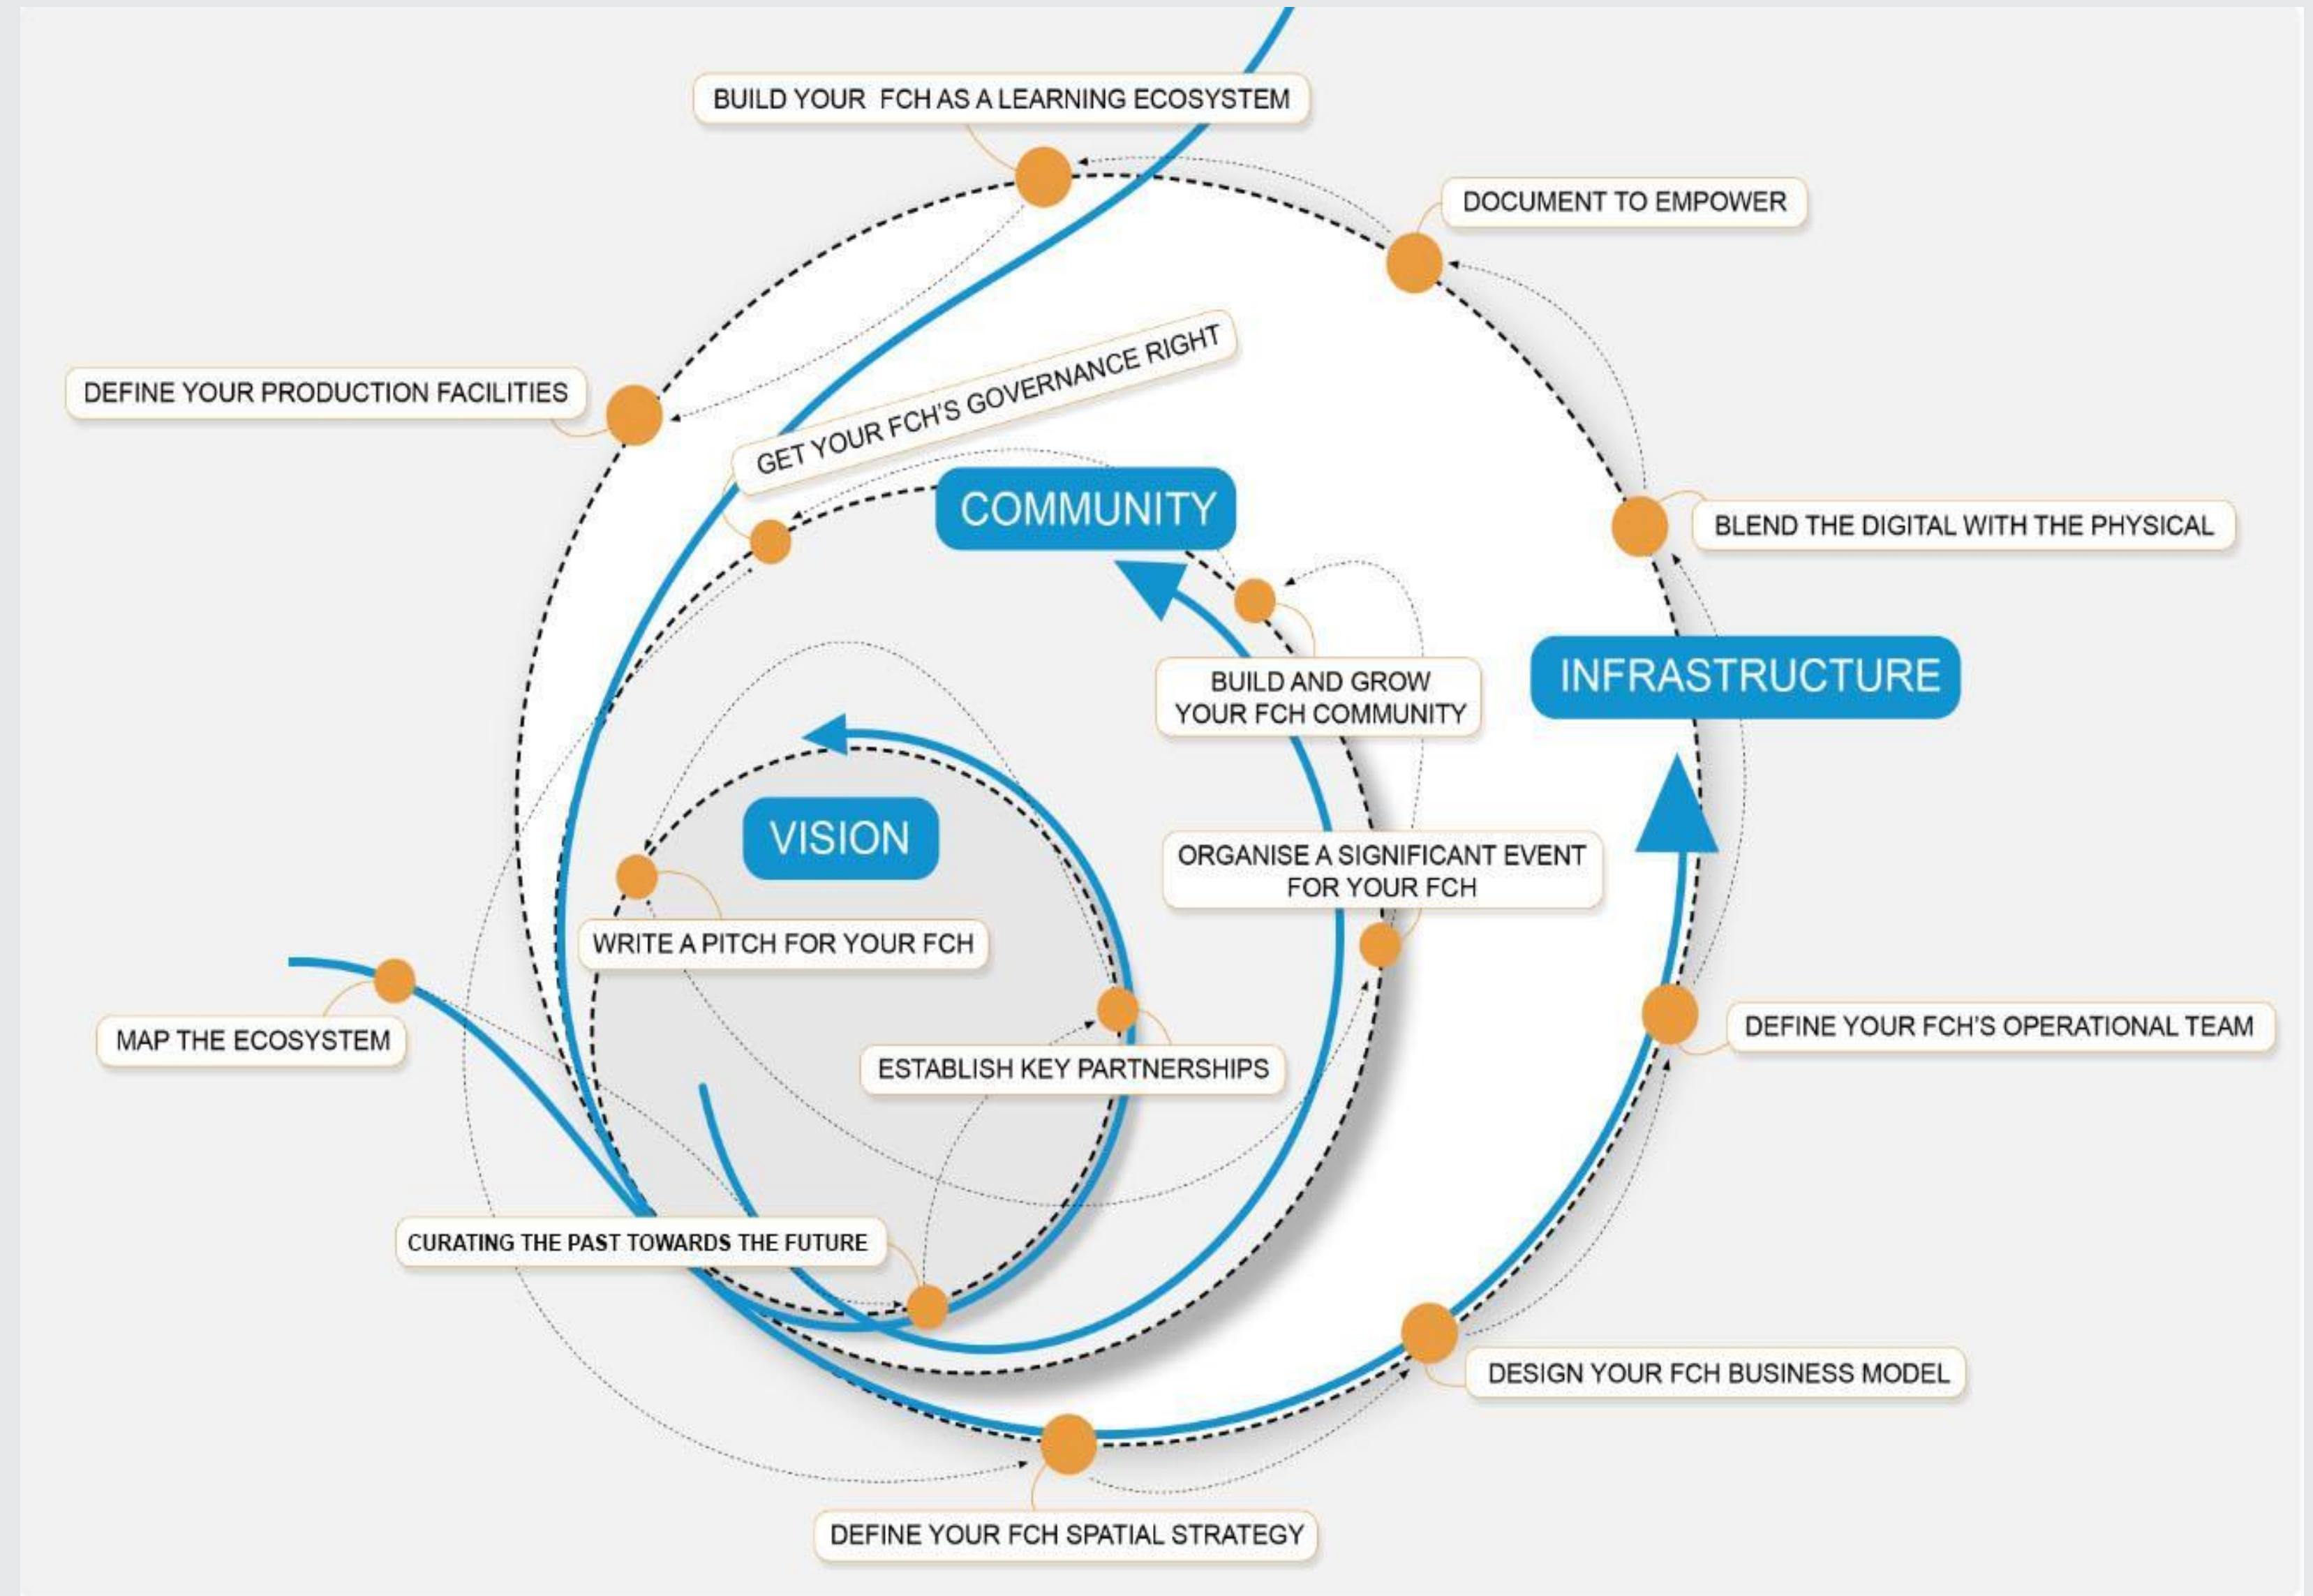 BUILD YOUR FCH AS A LEARNING ECOSYSTEM
DOCUMENT TO EMPOWER
DEFINE YOUR PRODUCTION FACILITIES
GET YOUR FCH'S GOVERNANCE RIGHT
COMMUNITY
BLEND THE DIGITAL WITH THE PHYSICAL
INFRASTRUCTURE
BUILD AND GROW
YOUR FCH COMMUNITY
VISION
ORGANISE A SIGNIFICANT EVENT
FOR YOUR FCH
WRITE A PITCH FOR YOUR FCH
MAP THE ECOSYSTEM
DEFINE YOUR FCH'S OPERATIONAL TEAM
ESTABLISH KEY PARTNERSHIPS
CURATING THE PAST TOWARDS THE FUTURE
DESIGN YOUR FCH BUSINESS MODEL
DEFINE YOUR FCH SPATIAL STRATEGY